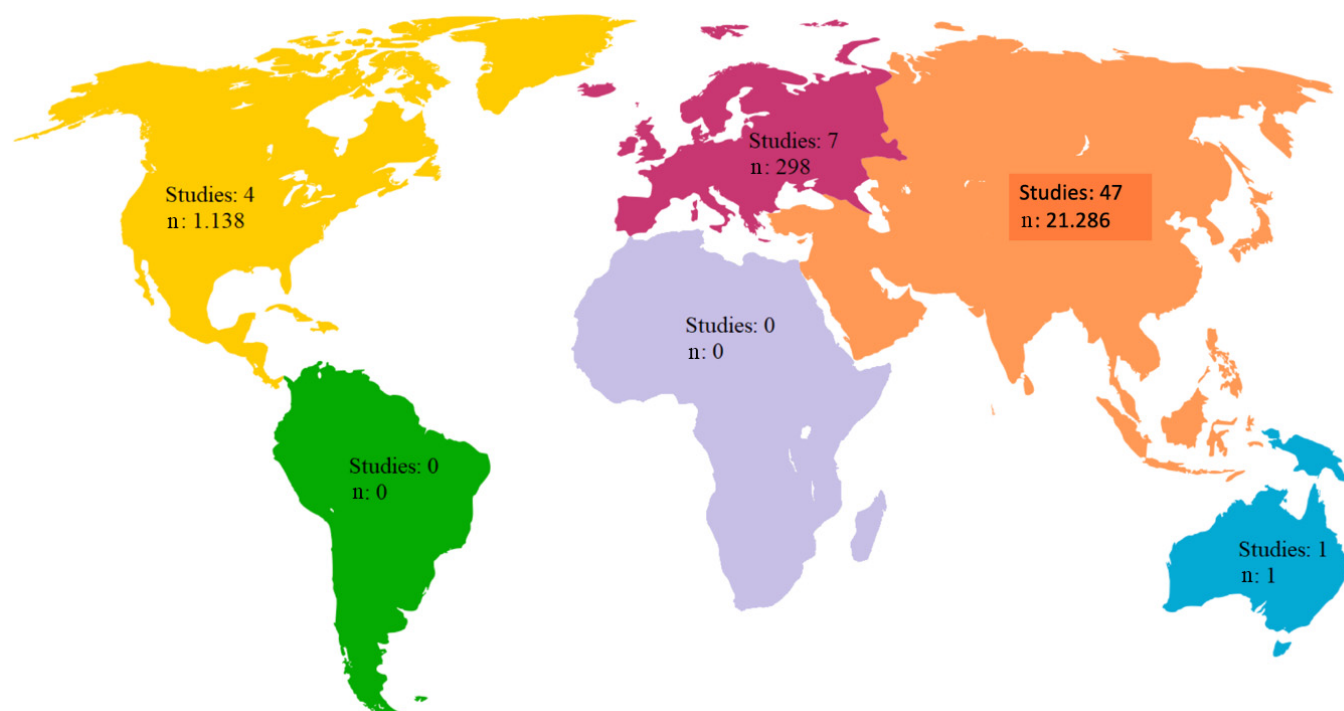 Studies: 4
n: 1.138
Studies: 7
n: 298
Studies: 47
n: 21.286
Studies: 0
n: 0
Studies: 0
n: 0
Studies: 1
n: 1